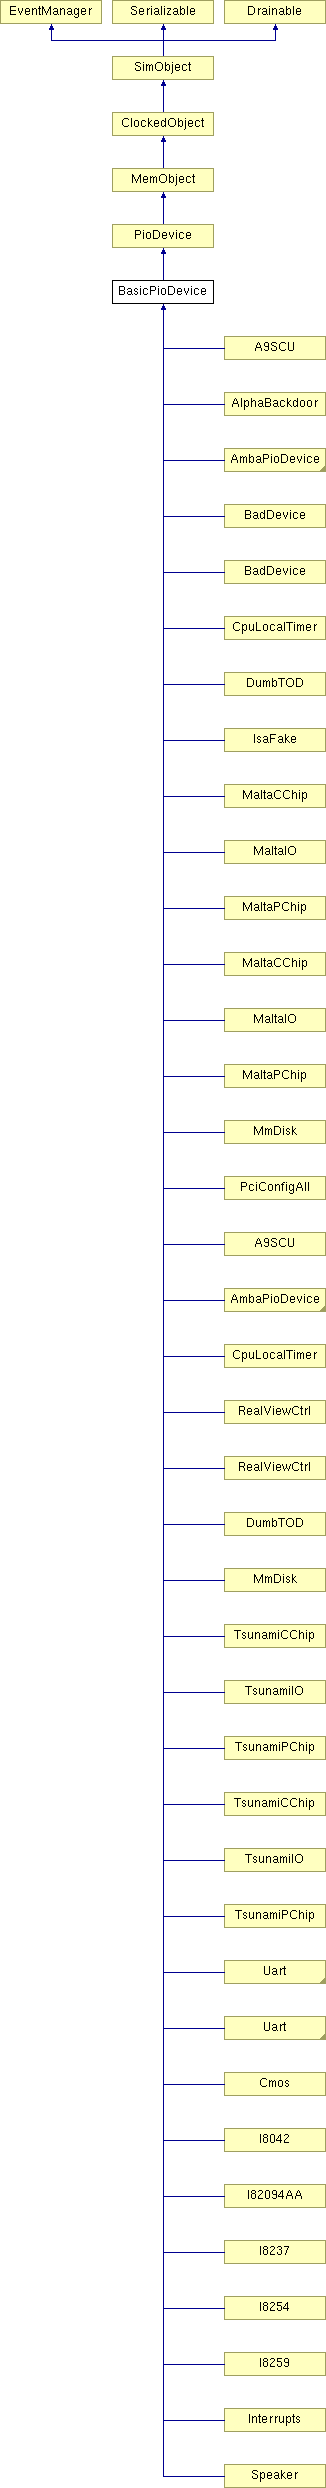 EventManager Serializable Drainable
SimObject
ClockedObject
MemObject
PioDevice
BasicPioDevice
A9SCU
AlphaBackdoor
AmbaPioDevice
BadDevice
BadDevice
CpuLocalTimer
DumbTOD
IsaFake
MaltaCChip
MaltaIO
MaltaPChip
MaltaCChip
MaltaIO
MaltaPChip
MmDisk
PciConfigAll
A9SCU
AmbaPioDevice
CpuLocalTimer
RealViewCtrl
RealViewCtrl
DumbTOD
MmDisk
TsunamiCChip
TsunamiIO
TsunamiPChip
TsunamiCChip
TsunamiIO
TsunamiPChip
Uart
Uart
Cmos
I8042
I82094AA
I8237
I8254
I8259
Interrupts
Speaker